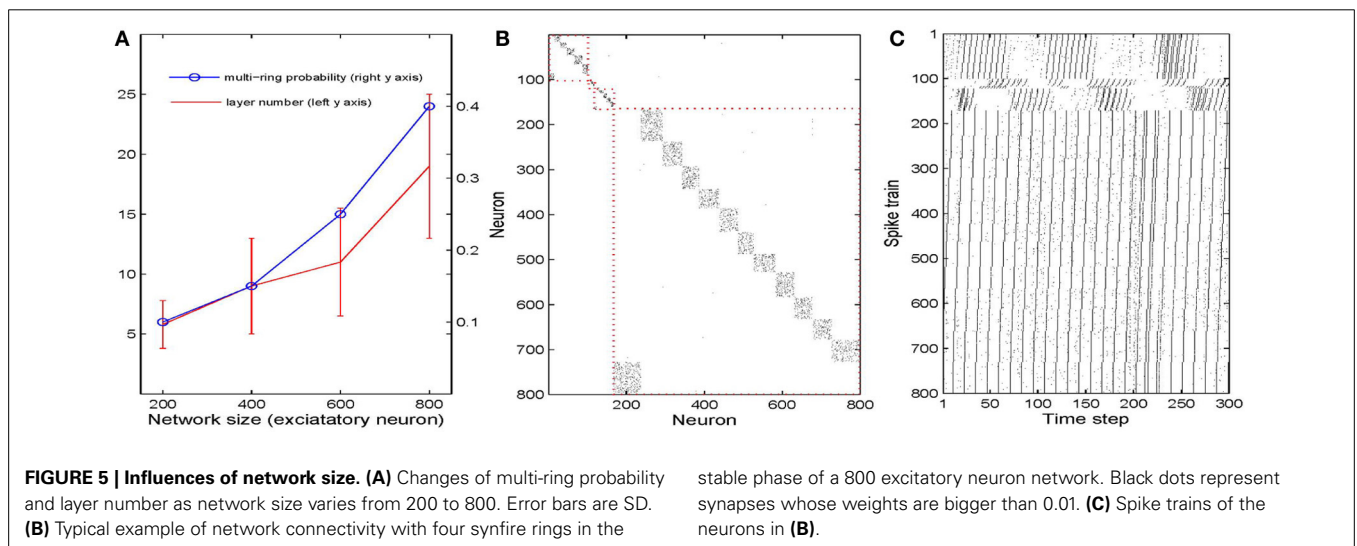 A
multi-ring probability (right y axis)
layer number (left y axis)
25
20
15
10
5
0.4
0.3
0.2
0.1
200 400 600 800
Network size (exciatatory neuron)
B
Neuron
100
200
300
400
500
600
700
800
200 400 600 800
Neuron
C
Spike train
1
100
200
300
400
500
600
700
800
1 50 100 150 200 250 300
Time step
FIGURE 5 | Influences of network size. (A) Changes of multi-ring probability
and layer number as network size varies from 200 to 800. Error bars are SD.
(B) Typical example of network connectivity with four synfire rings in the
stable phase of a 800 excitatory neuron network. Black dots represent
synapses whose weights are bigger than 0.01. (C) Spike trains of the
neurons in (B).